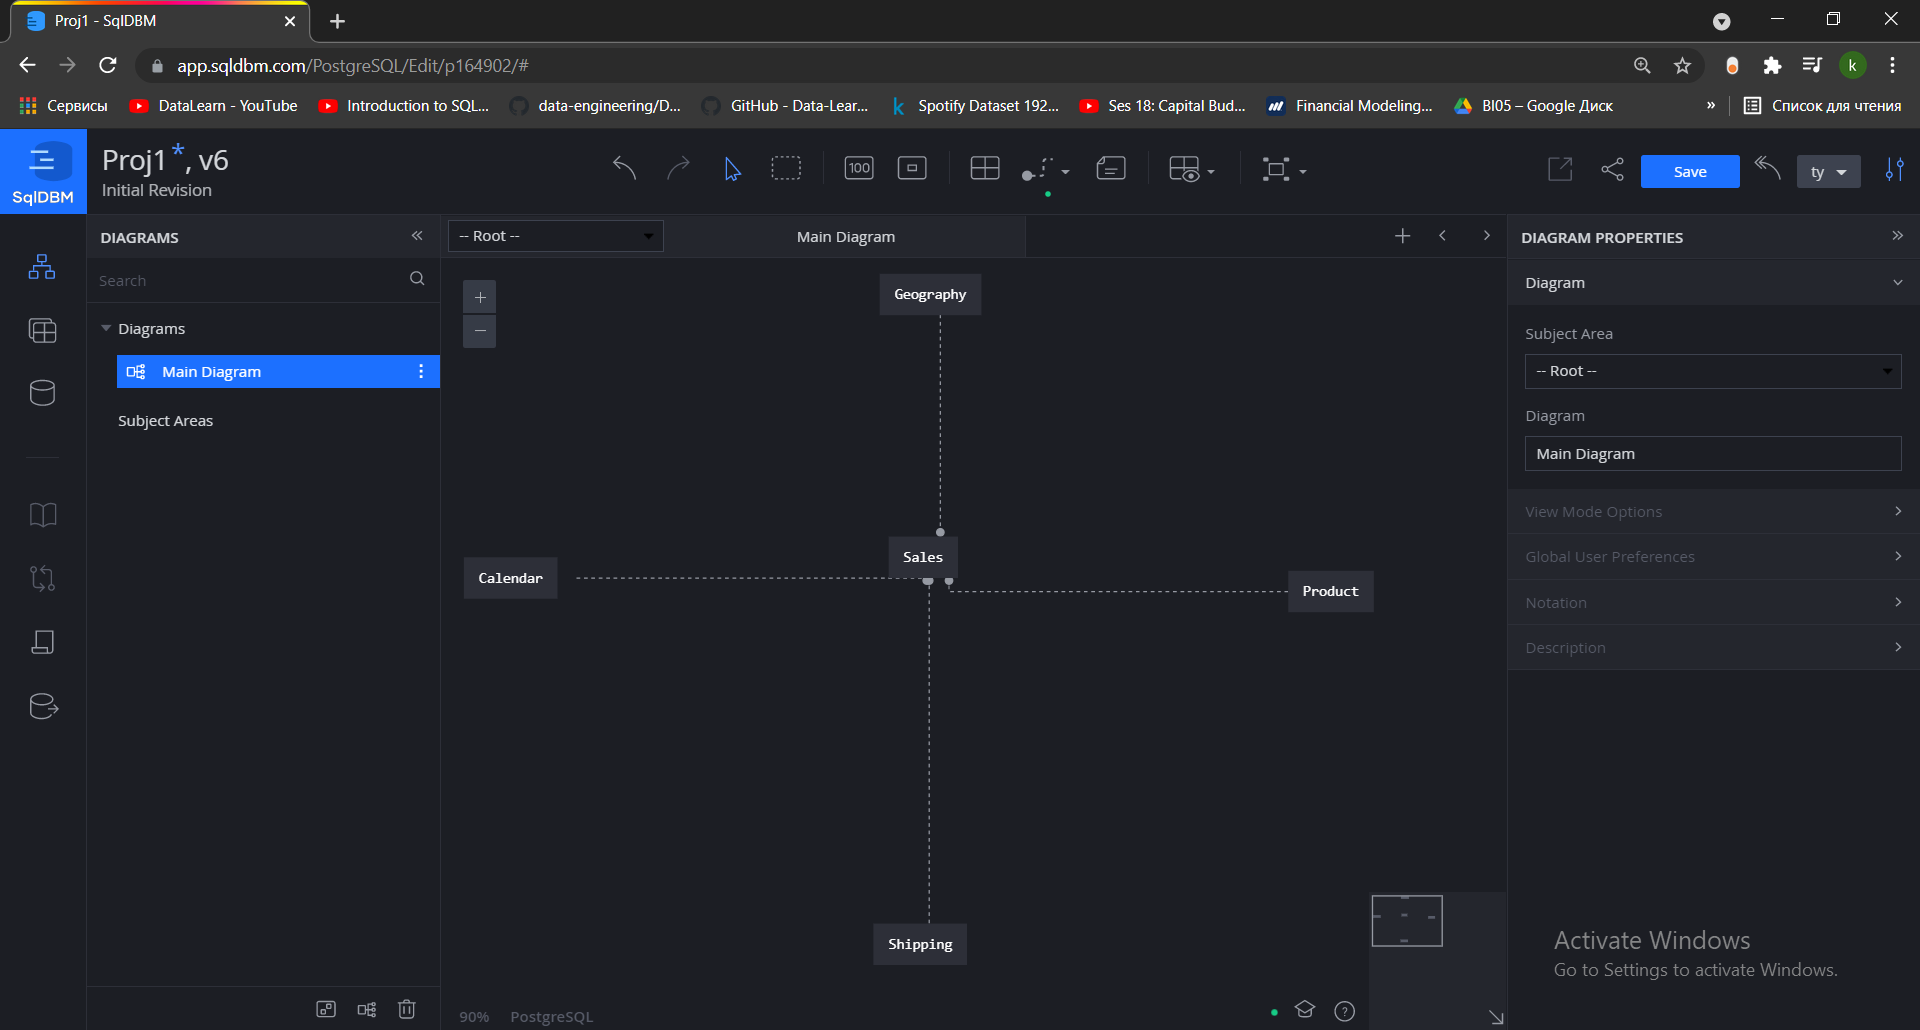 Proj1 - SqlDBM
app.sqldbm.com/PostgreSQL/Edit/p164902/#
k
Сервисы
DataLearn - YouTube
Introduction to SQL...
data-engineering/D...
GitHub - Data-Lear...
Spotify Dataset 192...
Ses 18: Capital Bud...
Financial Modeling...
BI05 – Google Диск
»
Список для чтения
SqlDBM
Proj1*, v6
Initial Revision
100
Save
ty
DIAGRAMS
Search
Diagrams
Main Diagram
Subject Areas
-- Root --
Main Diagram
Geography
Sales
Calendar
Product
Shipping
90%
PostgreSQL
DIAGRAM PROPERTIES
Diagram
Subject Area
-- Root --
Diagram
Main Diagram
View Mode Options
Global User Preferences
Notation
Description
Activate Windows
Go to Settings to activate Windows.